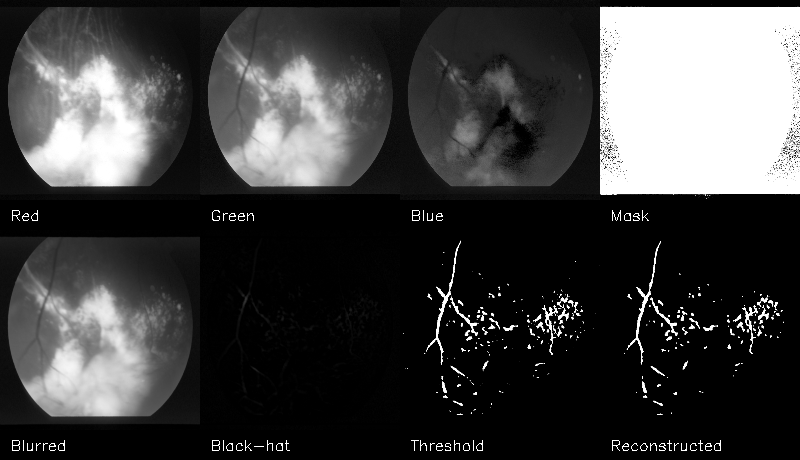 Red
Green
Blue
Mask
Blurred
Black-hat
Threshold
Reconstructed